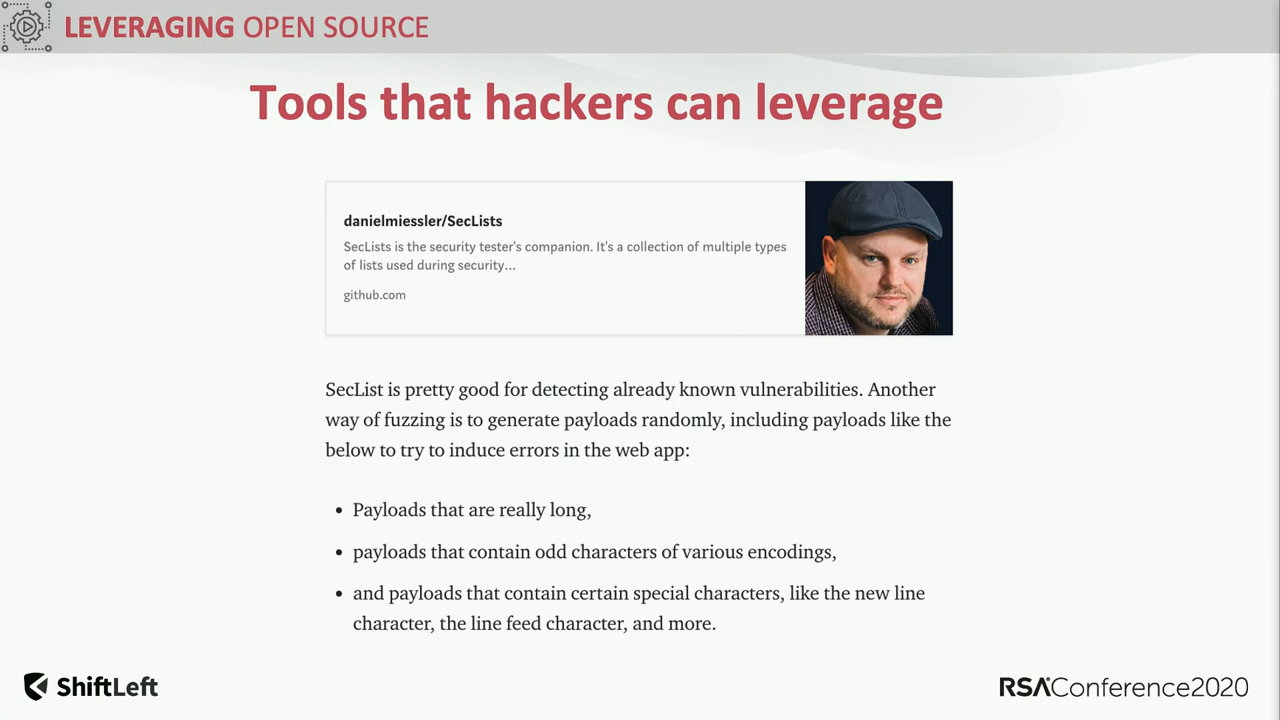 LEVERAGING OPEN SOURCE
Tools that hackers can leverage
danielmiessler/SecLists
SecLists is the security tester's companion. It's a collection of multiple types
of lists used during security...
github.com
SecList is pretty good for detecting already known vulnerabilities. Another
way of fuzzing is to generate payloads randomly, including payloads like the
below to try to induce errors in the web app:
• Payloads that are really long,
• payloads that contain odd characters of various encodings,
• and payloads that contain certain special characters, like the new line
character, the line feed character, and more.
ShiftLeft
RSAConference2020